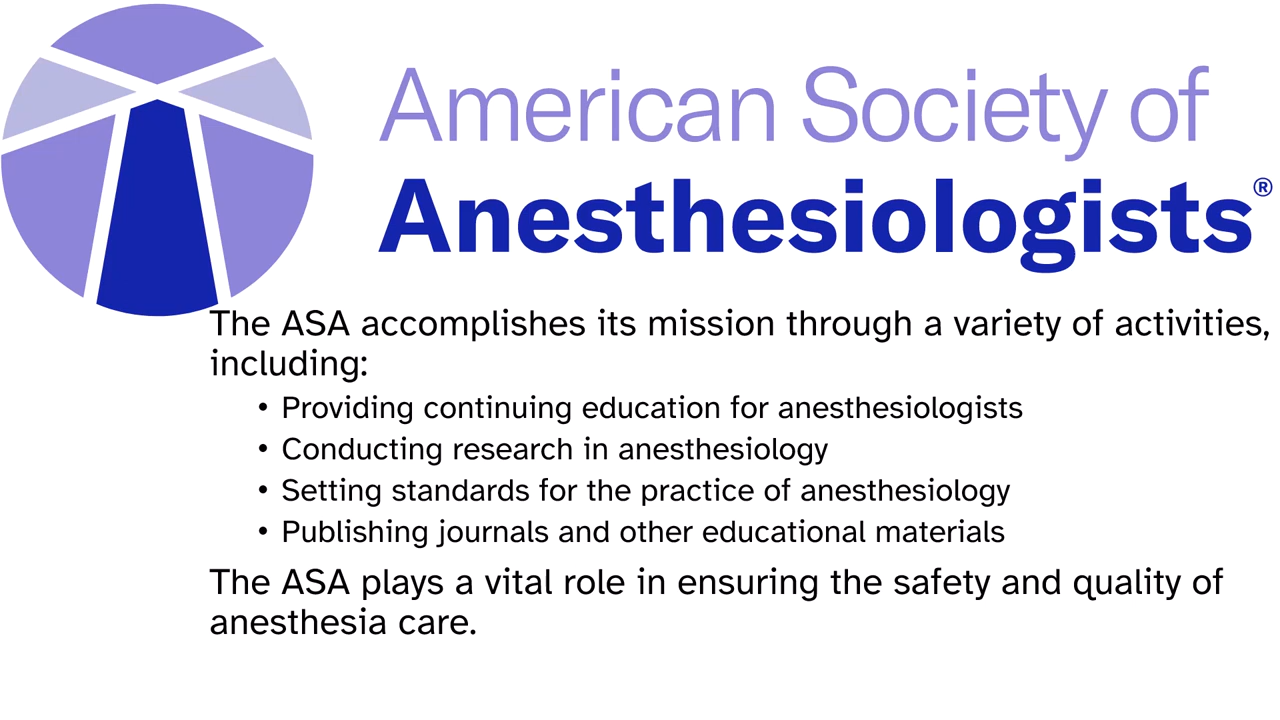 American Society of
Anesthesiologists®
The ASA accomplishes its mission through a variety of activities,
including:
• Providing continuing education for anesthesiologists
• Conducting research in anesthesiology
• Setting standards for the practice of anesthesiology
• Publishing journals and other educational materials
The ASA plays a vital role in ensuring the safety and quality of
anesthesia care.